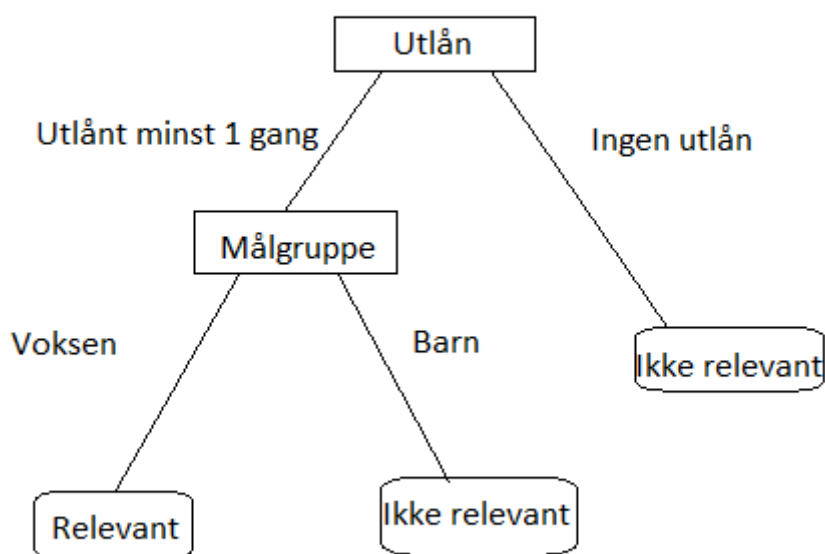 Utlån
Utlånt minst 1 gang
Ingen utlån
Målgruppe
Voksen
Barn
Ikke relevant
Relevant
Ikke relevant